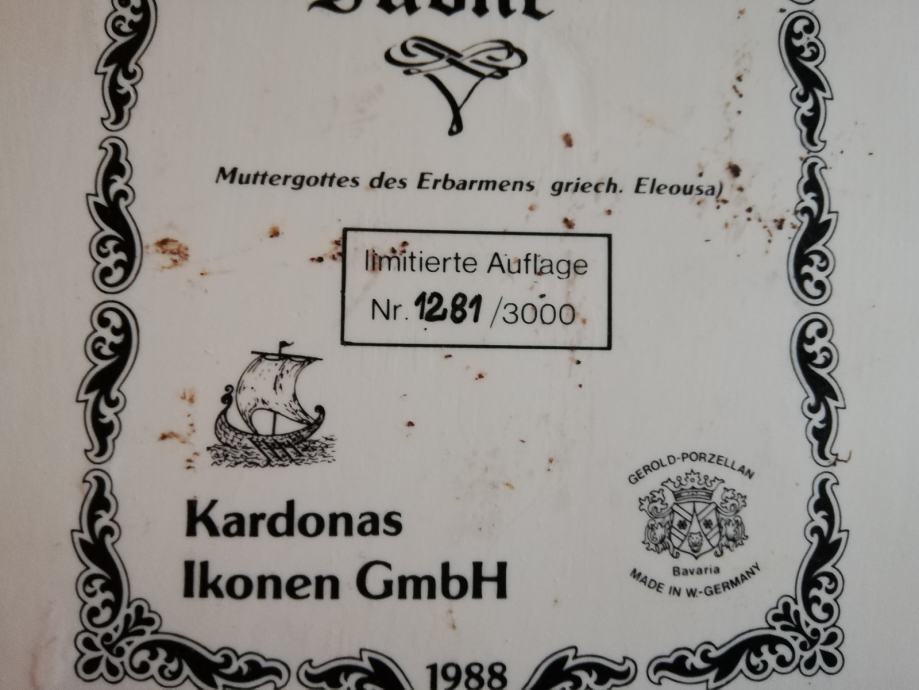 Muttergottes des Erbarmens griech. Eleousa)
limitierte Auflage
Nr. 1281 /3000
Kardonas
Ikonen GmbH
GEROLD-PORZELLAN
Bavaria
MADE IN W.-GERMANY
1988